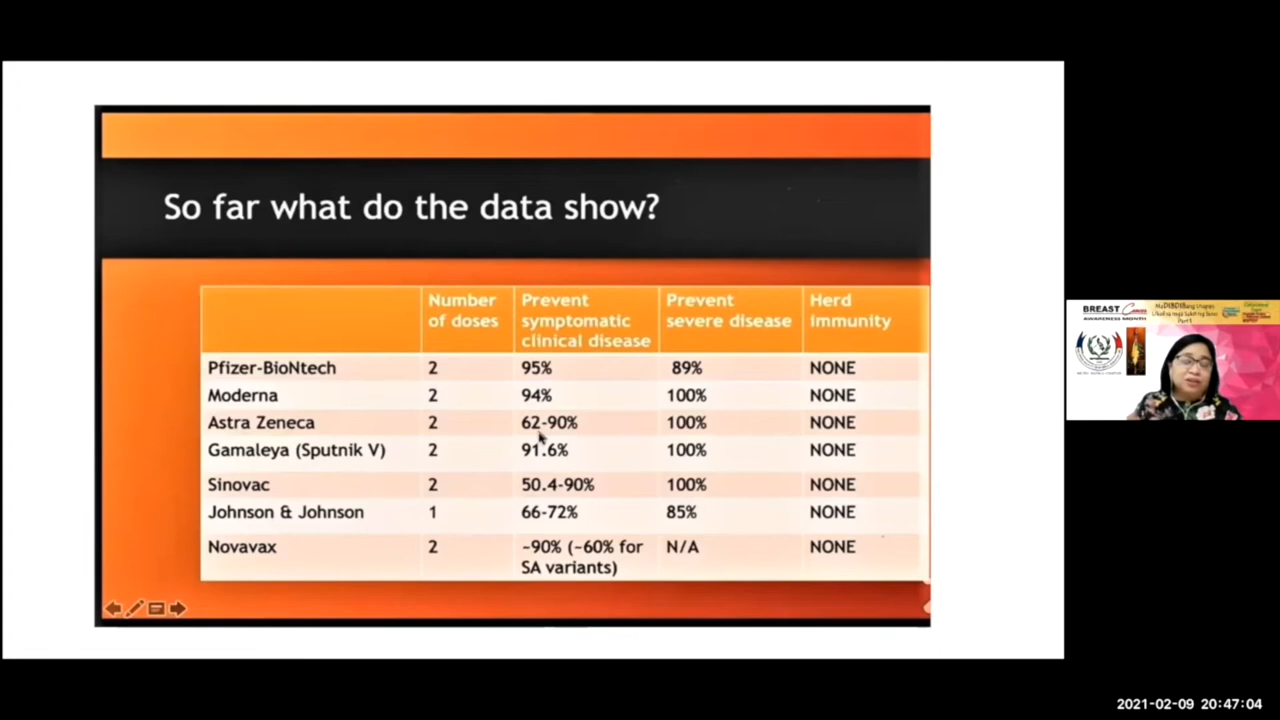 So far what do the data show?
Number of doses
Prevent symptomatic clinical disease
Prevent severe disease
Herd immunity
Pfizer-BioNtech 2 95% 89% NONE
Moderna 2 94% 100% NONE
Astra Zeneca 2 62-90% 100% NONE
Gamaleya (Sputnik V) 2 91.6% 100% NONE
Sinovac 2 50.4-90% 100% NONE
Johnson & Johnson 1 66-72% 85% NONE
Novavax 2 ~90% (~60% for SA variants) N/A NONE
BREAST
AWARENESS MONTH
2021-02-09 20:47:04